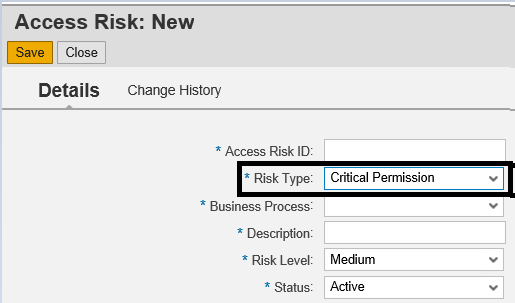 Access Risk: New
Save Close
Details Change History
* Access Risk ID:
* Risk Type: Critical Permission
* Business Process:
* Description:
* Risk Level: Medium
* Status: Active